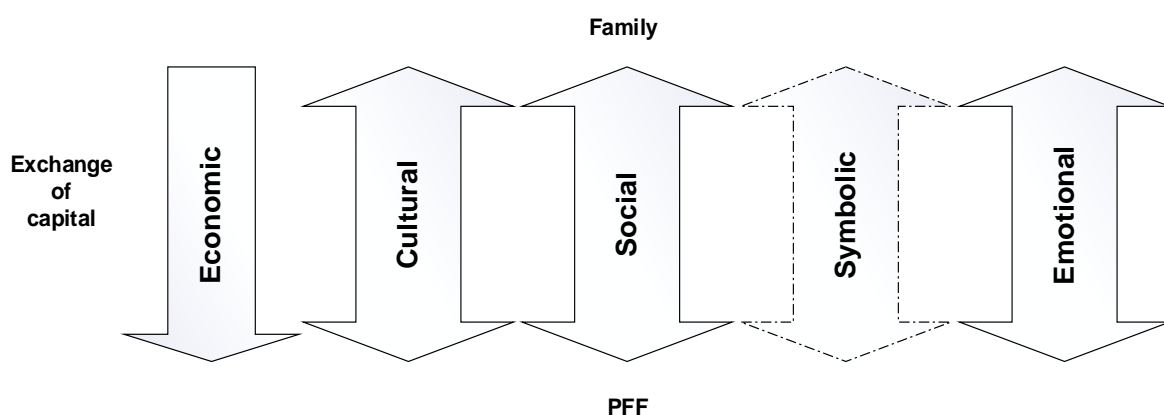 Family
Exchange
of
capital
Economic
Cultural
Social
Symbolic
Emotional
PFF